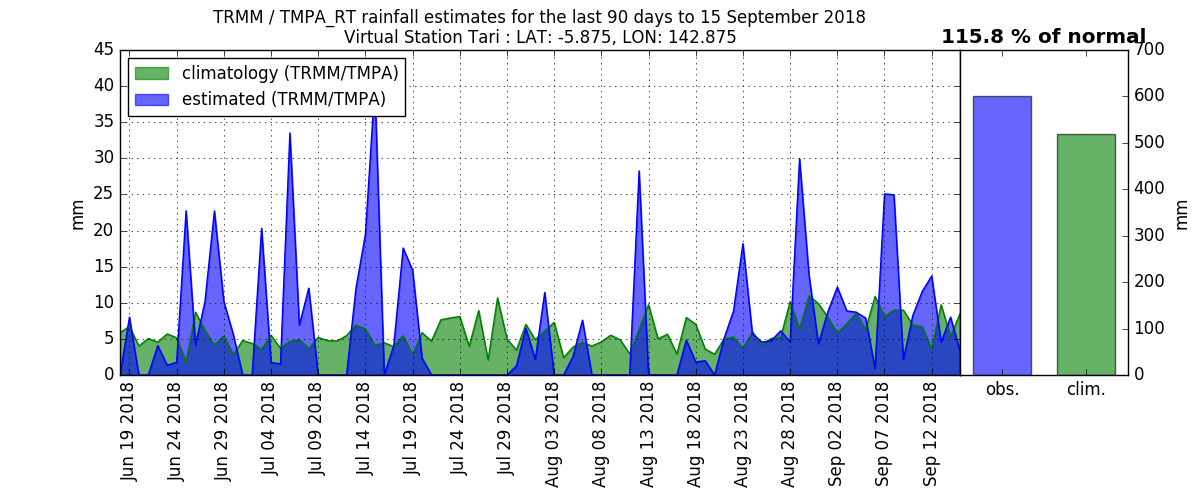 TRMM / TMPA_RT rainfall estimates for the last 90 days to 15 September 2018
Virtual Station Tari : LAT: -5.875, LON: 142.875
115.8 % of normal
climatology (TRMM/TMPA)
estimated (TRMM/TMPA)
45
40
35
30
25
20
15
10
5
0
mm
Jun 19 2018
Jun 24 2018
Jun 29 2018
Jul 04 2018
Jul 09 2018
Jul 14 2018
Jul 19 2018
Jul 24 2018
Jul 29 2018
Aug 03 2018
Aug 08 2018
Aug 13 2018
Aug 18 2018
Aug 23 2018
Aug 28 2018
Sep 02 2018
Sep 07 2018
Sep 12 2018
700
600
500
400
300
200
100
0
mm
obs.
clim.